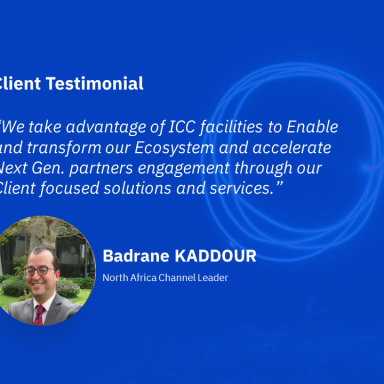 Client Testimonial
"We take advantage of ICC facilities to Enable
and transform our Ecosystem and accelerate
Next Gen. partners engagement through our
Client focused solutions and services."
Badrane KADDOUR
North Africa Channel Leader